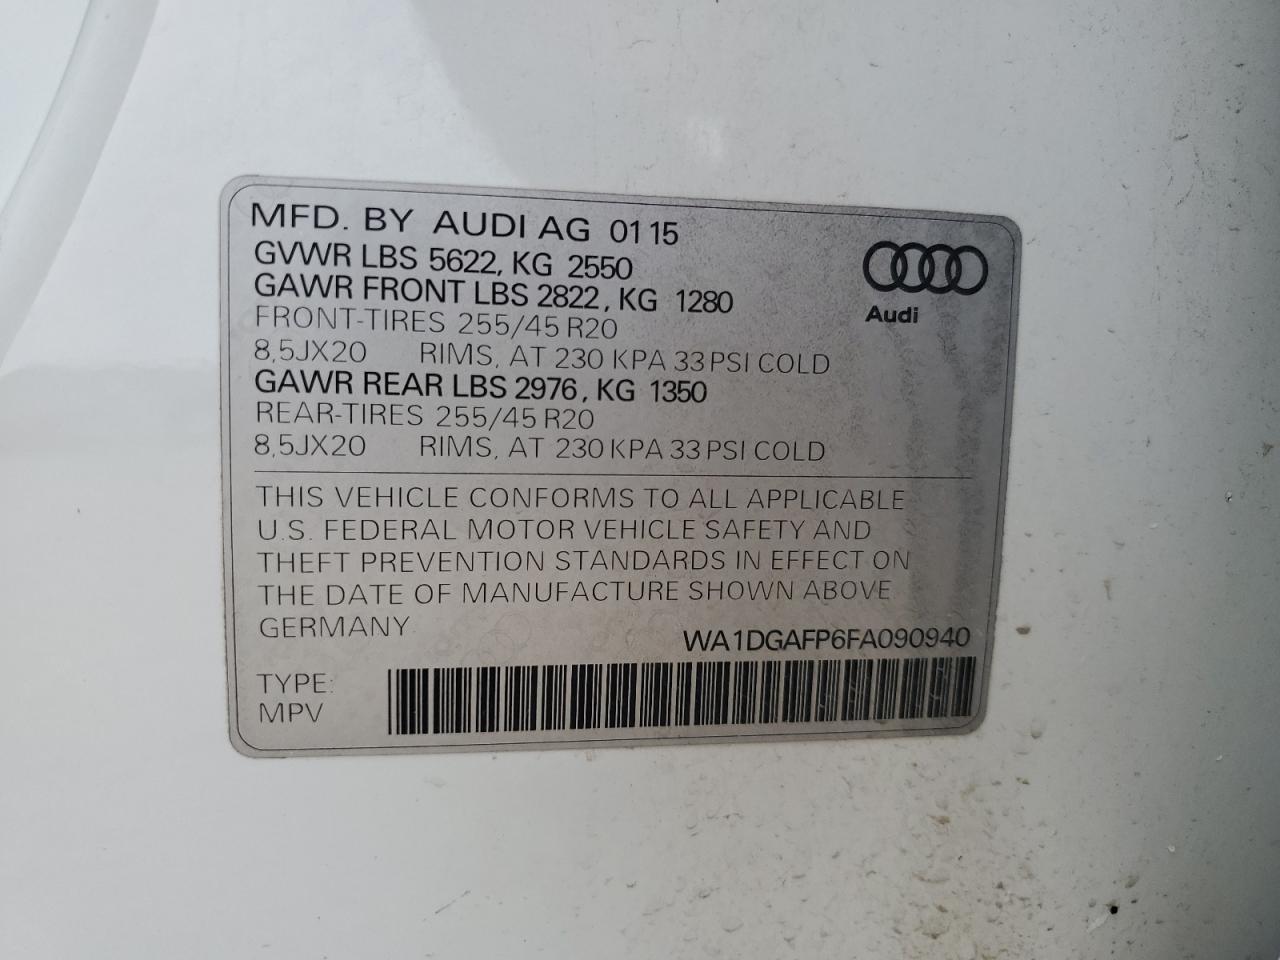 MFD. BY AUDI AG 01 15
GVWR LBS 5622, KG 2550
GAWR FRONT LBS 2822, KG 1280
FRONT-TIRES 255/45 R20
8,5JX20 RIMS, AT 230 KPA 33 PSI COLD
GAWR REAR LBS 2976, KG 1350
REAR-TIRES 255/45 R20
8,5JX20 RIMS, AT 230 KPA 33 PSI COLD
Audi
THIS VEHICLE CONFORMS TO ALL APPLICABLE
U.S. FEDERAL MOTOR VEHICLE SAFETY AND
THEFT PREVENTION STANDARDS IN EFFECT ON
THE DATE OF MANUFACTURE SHOWN ABOVE
GERMANY
WA1DGAFP6FA090940
TYPE:
MPV